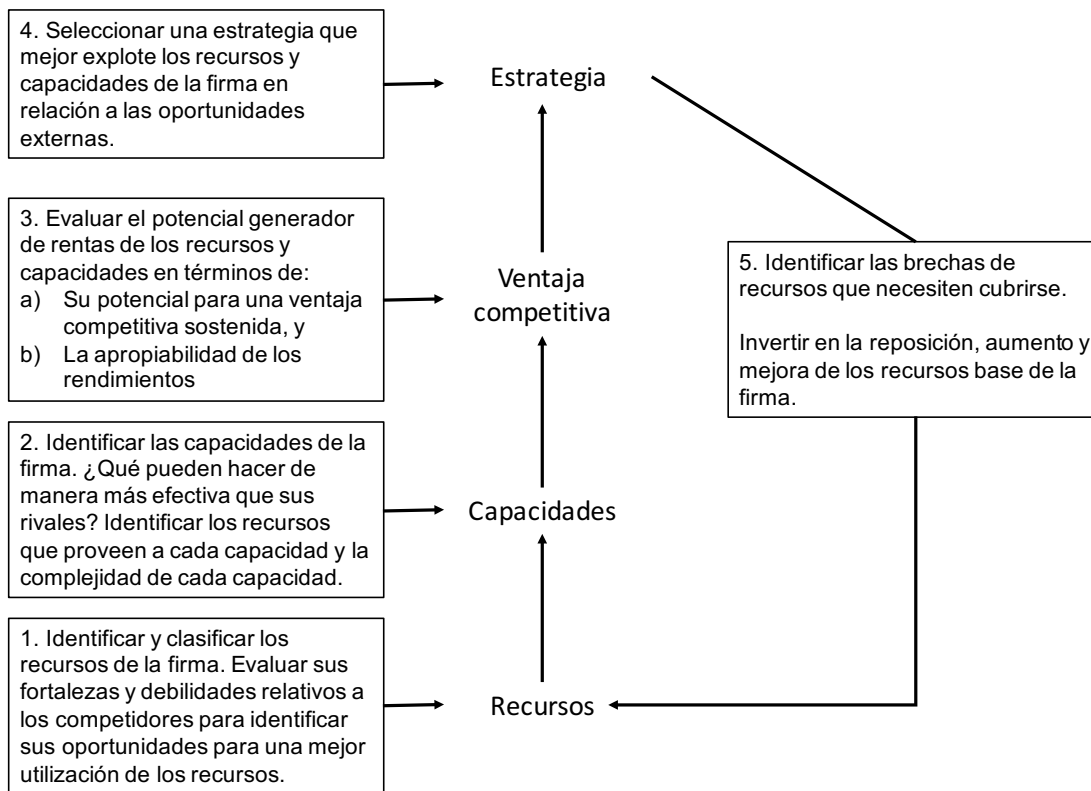 4. Seleccionar una estrategia que
mejor explote los recursos y
capacidades de la firma en
relación a las oportunidades
externas.
Estrategia
3. Evaluar el potencial generador
de rentas de los recursos y
capacidades en términos de:
a) Su potencial para una ventaja
competitiva sostenida, y
b) La apropiabilidad de los
rendimientos
Ventaja
competitiva
5. Identificar las brechas de
recursos que necesiten cubrirse.
Invertir en la reposición, aumento y
mejora de los recursos base de la
firma.
2. Identificar las capacidades de la
firma. ¿Qué pueden hacer de
manera más efectiva que sus
rivales? Identificar los recursos
que proveen a cada capacidad y la
complejidad de cada capacidad.
Capacidades
1. Identificar y clasificar los
recursos de la firma. Evaluar sus
fortalezas y debilidades relativos a
los competidores para identificar
sus oportunidades para una mejor
utilización de los recursos.
Recursos